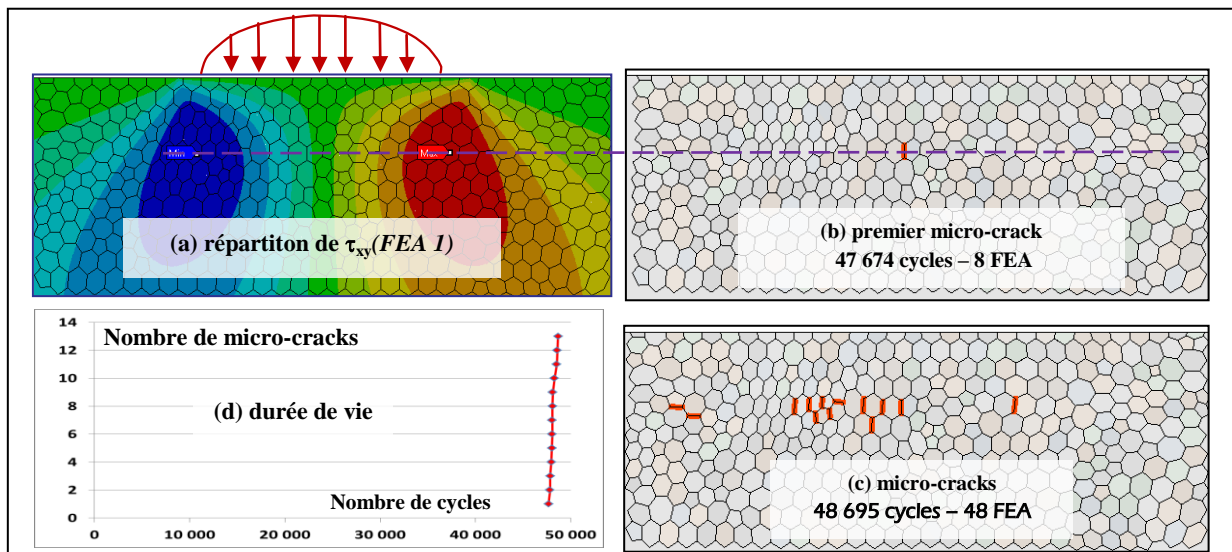 Min
Max
(a) répartiton de τxy(FEA 1)
(b) premier micro-crack
47 674 cycles – 8 FEA
14
12
10
8
6
4
2
0
Nombre de micro-cracks
(d) durée de vie
Nombre de cycles
0
10 000
20 000
30 000
40 000
50 000
(c) micro-cracks
48 695 cycles – 48 FEA